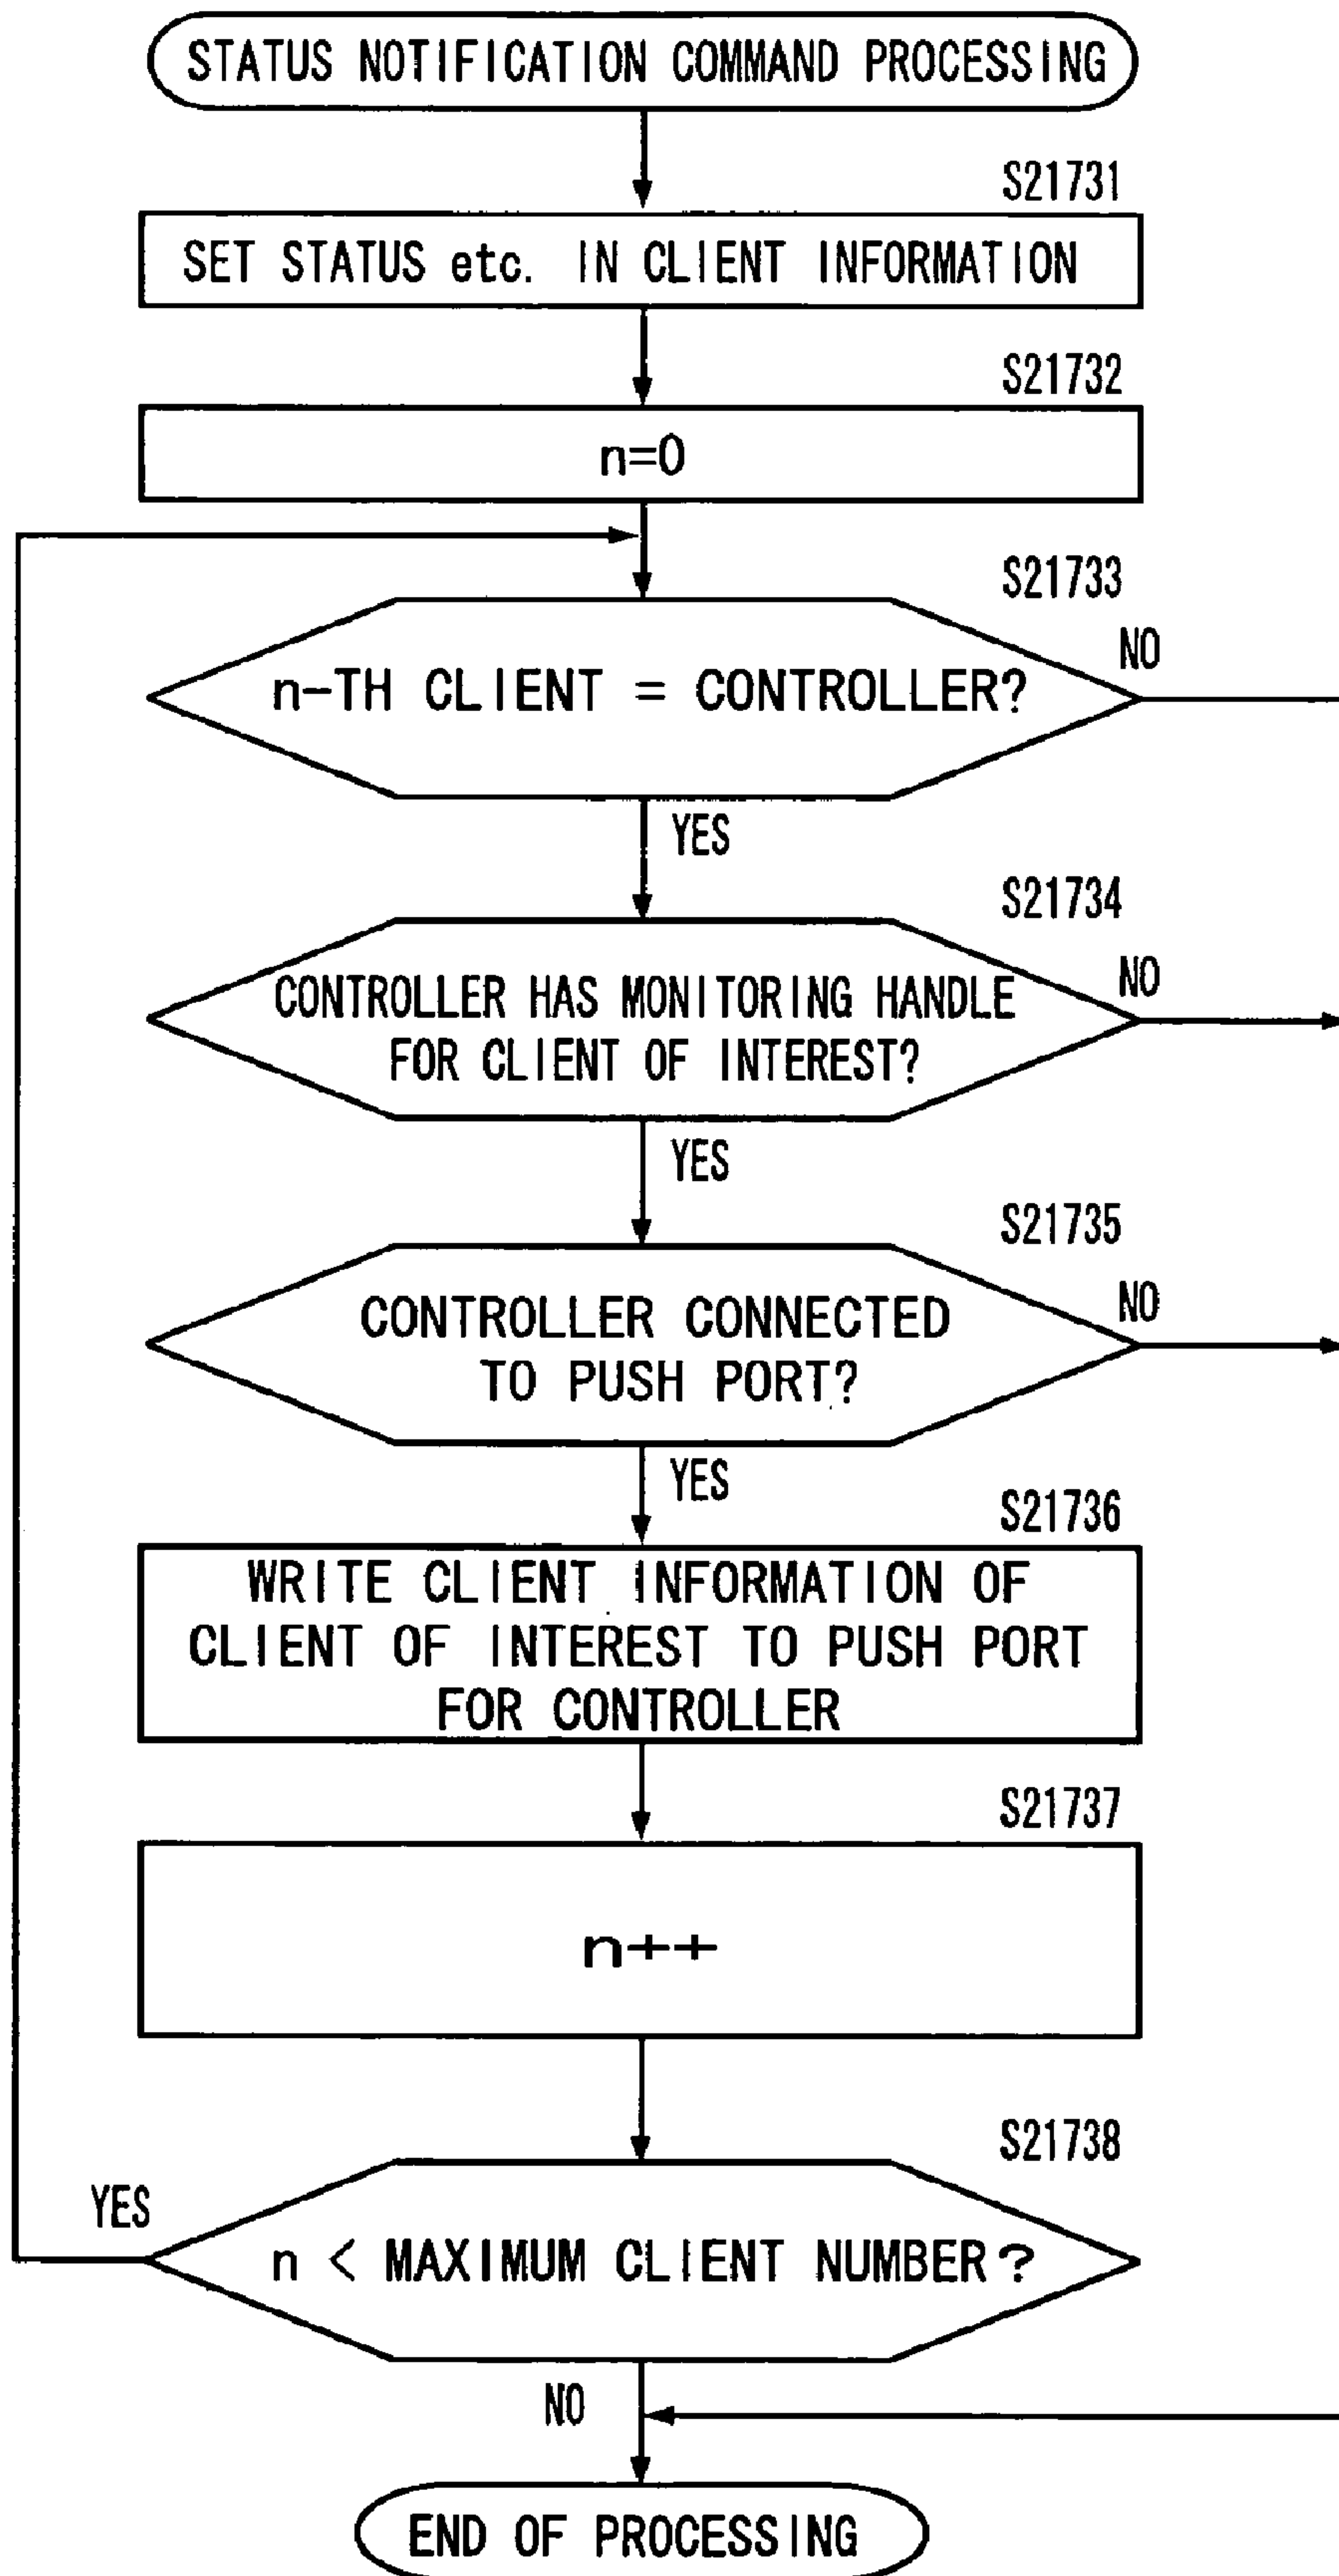 STATUS NOTIFICATION COMMAND PROCESSING
S21731
SET STATUS etc. IN CLIENT INFORMATION
S21732
n=0
S21733
n-TH CLIENT = CONTROLLER?
NO
YES
S21734
CONTROLLER HAS MONITORING HANDLE
FOR CLIENT OF INTEREST?
NO
YES
S21735
CONTROLLER CONNECTED
TO PUSH PORT?
NO
YES
S21736
WRITE CLIENT INFORMATION OF
CLIENT OF INTEREST TO PUSH PORT
FOR CONTROLLER
S21737
n++
S21738
YES
n < MAXIMUM CLIENT NUMBER?
NO
END OF PROCESSING